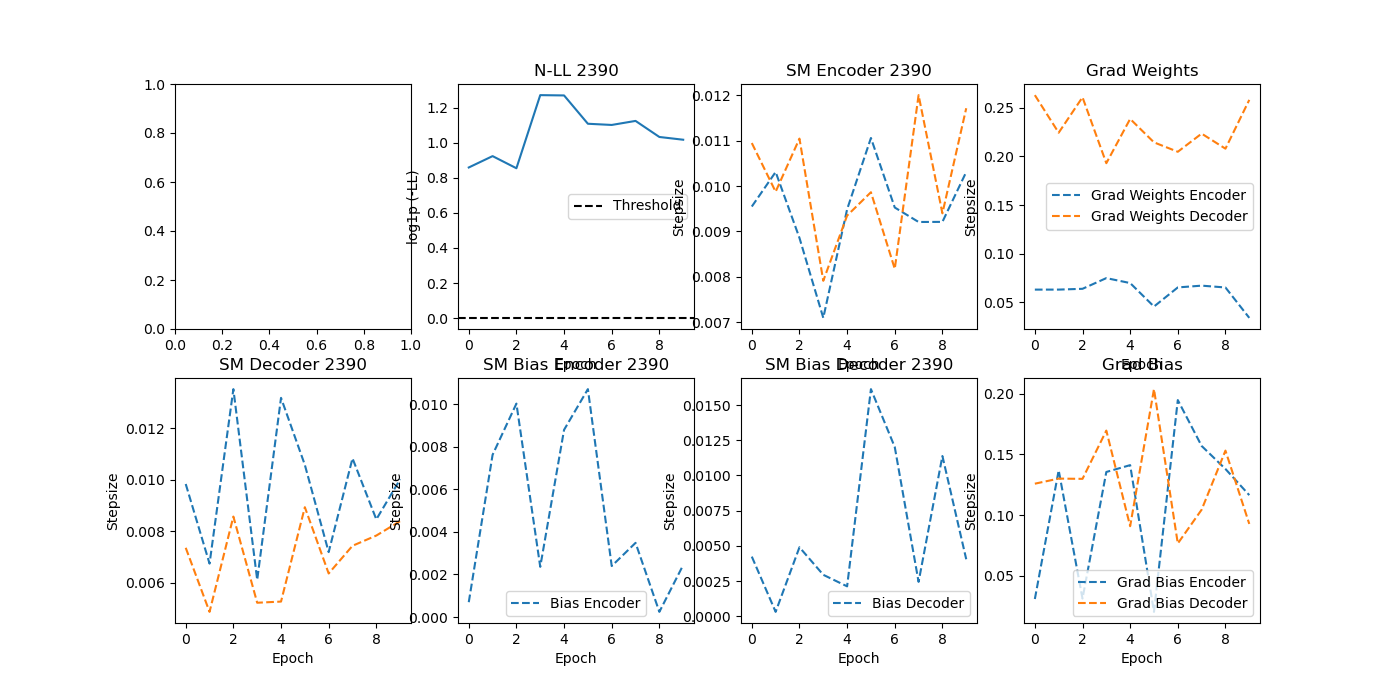 N-LL 2390
SM Encoder 2390
Grad Weights
1.0
0.8
0.6
0.4
0.2
0.0
0.0 0.2 0.4 0.6 0.8 1.0
log1p (-LL)
1.2
1.0
0.8
0.6
0.4
0.2
0.0
Threshold
0 2 4 6 8
Epoch
Stepsize
0.012
0.011
0.010
0.009
0.008
0.007
0 2 4 6 8
Epoch
Stepsize
0.25
0.20
0.15
0.10
0.05
Grad Weights Encoder
Grad Weights Decoder
0 2 4 6 8
Epoch
SM Decoder 2390
SM Bias Encoder 2390
SM Bias Decoder 2390
Grad Bias
Stepsize
0.012
0.010
0.008
0.006
0 2 4 6 8
Epoch
Stepsize
0.010
0.008
0.006
0.004
0.002
0.000
Bias Encoder
0 2 4 6 8
Epoch
Stepsize
0.0150
0.0125
0.0100
0.0075
0.0050
0.0025
0.0000
Bias Decoder
0 2 4 6 8
Epoch
Stepsize
0.20
0.15
0.10
0.05
Grad Bias Encoder
Grad Bias Decoder
0 2 4 6 8
Epoch